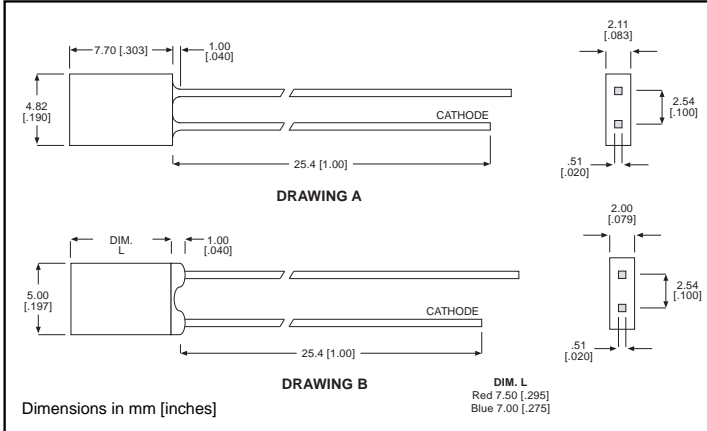 7.70 [.303]
1.00
[.040]
2.11
[.083]
4.82
[.190]
CATHODE
2.54
[.100]
25.4 [1.00]
.51
[.020]
DRAWING A
DIM.
L
1.00
[.040]
2.00
[.079]
5.00
[.197]
CATHODE
2.54
[.100]
25.4 [1.00]
.51
[.020]
DRAWING B
DIM. L
Red 7.50 [.295]
Blue 7.00 [.275]
Dimensions in mm [inches]